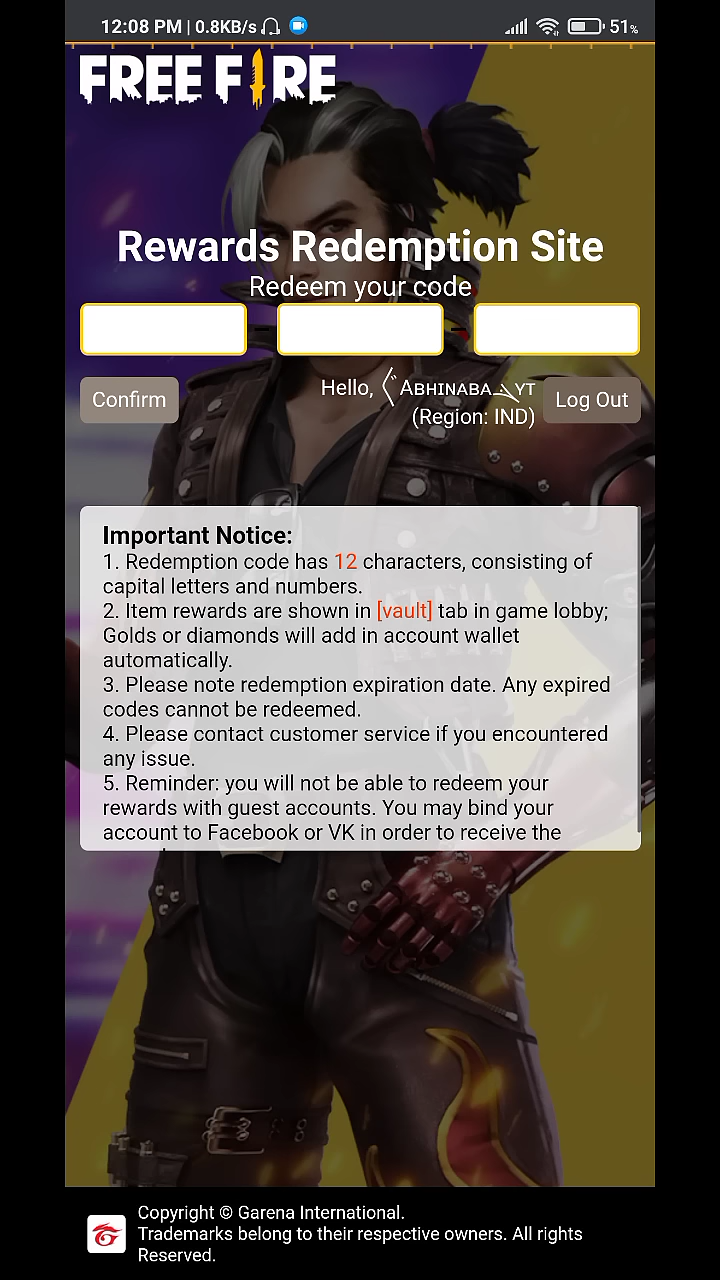 12:08 PM | 0.8KB/s
51%
FREE FIRE
Rewards Redemption Site
Redeem your code
Confirm
Hello, ABHINABA YT
(Region: IND)
Log Out
Important Notice:
1. Redemption code has 12 characters, consisting of
capital letters and numbers.
2. Item rewards are shown in [vault] tab in game lobby;
Golds or diamonds will add in account wallet
automatically.
3. Please note redemption expiration date. Any expired
codes cannot be redeemed.
4. Please contact customer service if you encountered
any issue.
5. Reminder: you will not be able to redeem your
rewards with guest accounts. You may bind your
account to Facebook or VK in order to receive the
Copyright © Garena International.
Trademarks belong to their respective owners. All rights
Reserved.